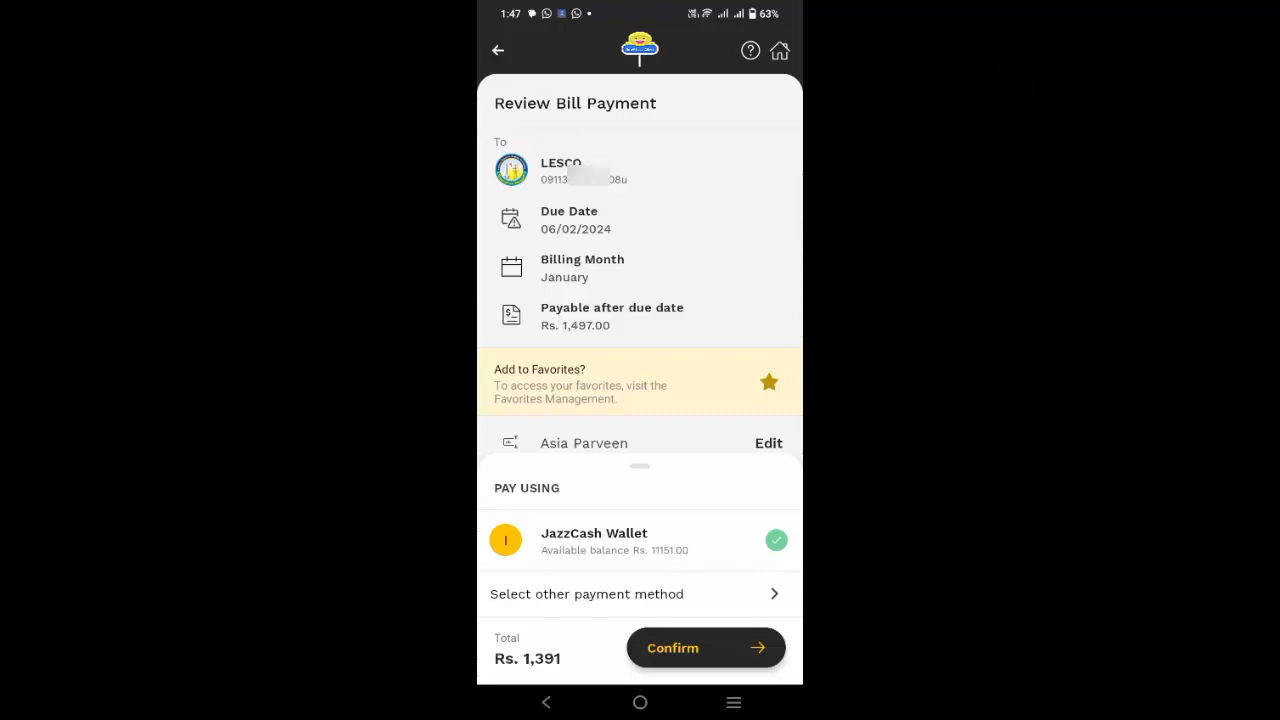 1:47
63%
Review Bill Payment
To
LESCO
09113 08u
Due Date
06/02/2024
Billing Month
January
Payable after due date
Rs. 1,497.00
Add to Favorites?
To access your favorites, visit the
Favorites Management.
Asia Parveen
Edit
PAY USING
I
JazzCash Wallet
Available balance Rs. 11151.00
Select other payment method
Total
Rs. 1,391
Confirm